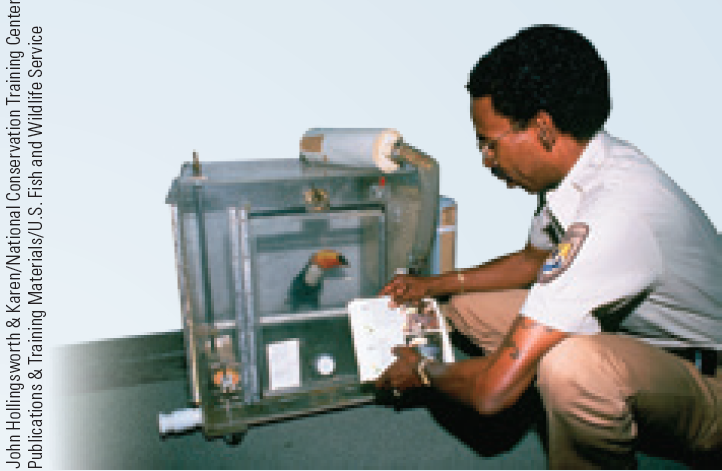 John Hollingsworth & Karen/National Conservation Training Center
Publications & Training Materials/U.S. Fish and Wildlife Service